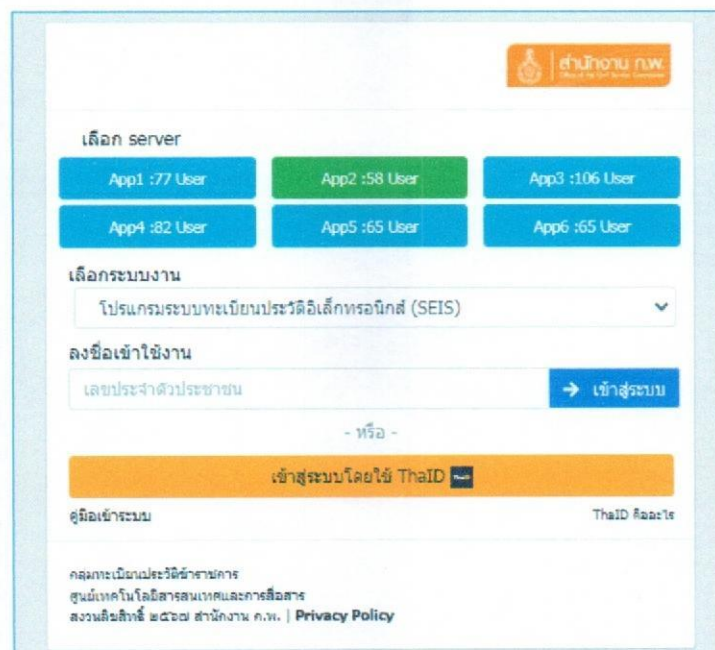 สำนักงาน ก.พ.
Office of the Civil Service Commission
เลือก server
App1 :77 User
App2 :58 User
App3 :106 User
App4 :82 User
App5 :65 User
App6 :65 User
เลือกระบบงาน
โปรแกรมระบบทะเบียนประวัติอิเล็กทรอนิกส์ (SEIS)
ลงชื่อเข้าใช้งาน
เลขประจำตัวประชาชน
→ เข้าสู่ระบบ
- หรือ -
เข้าสู่ระบบโดยใช้ ThaID
คู่มือเข้าระบบ
ThaID คืออะไร
กลุ่มทะเบียนประวัติข้าราชการ
ศูนย์เทคโนโลยีสารสนเทศและการสื่อสาร
สงวนลิขสิทธิ์ ๒๕๖๗ สำนักงาน ก.พ. | Privacy Policy